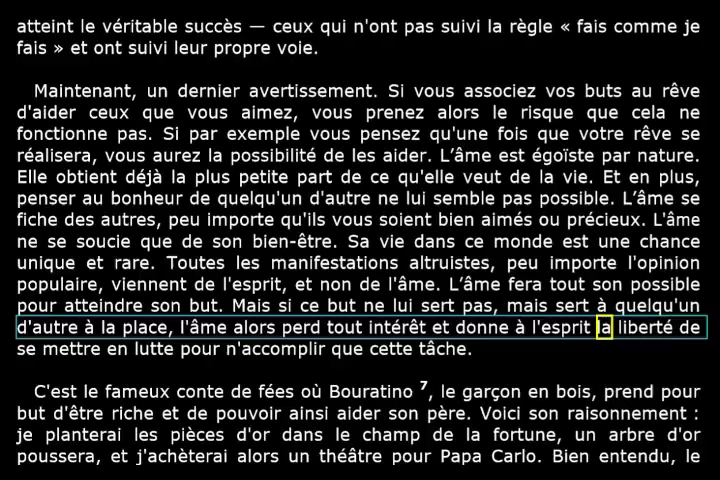 atteint le véritable succès — ceux qui n'ont pas suivi la règle « fais comme je
fais » et ont suivi leur propre voie.
Maintenant, un dernier avertissement. Si vous associez vos buts au rêve
d'aider ceux que vous aimez, vous prenez alors le risque que cela ne
fonctionne pas. Si par exemple vous pensez qu'une fois que votre rêve se
réalisera, vous aurez la possibilité de les aider. L’âme est égoïste par nature.
Elle obtient déjà la plus petite part de ce qu'elle veut de la vie. Et en plus,
penser au bonheur de quelqu'un d'autre ne lui semble pas possible. L’âme se
fiche des autres, peu importe qu'ils vous soient bien aimés ou précieux. L'âme
ne se soucie que de son bien-être. Sa vie dans ce monde est une chance
unique et rare. Toutes les manifestations altruistes, peu importe l'opinion
populaire, viennent de l'esprit, et non de l'âme. L’âme fera tout son possible
pour atteindre son but. Mais si ce but ne lui sert pas, mais sert à quelqu'un
d'autre à la place, l'âme alors perd tout intérêt et donne à l'esprit la liberté de
se mettre en lutte pour n'accomplir que cette tâche.
C'est le fameux conte de fées où Bouratino ⁷, le garçon en bois, prend pour
but d'être riche et de pouvoir ainsi aider son père. Voici son raisonnement :
je planterai les pièces d'or dans le champ de la fortune, un arbre d'or
poussera, et j'achèterai alors un théâtre pour Papa Carlo. Bien entendu, le